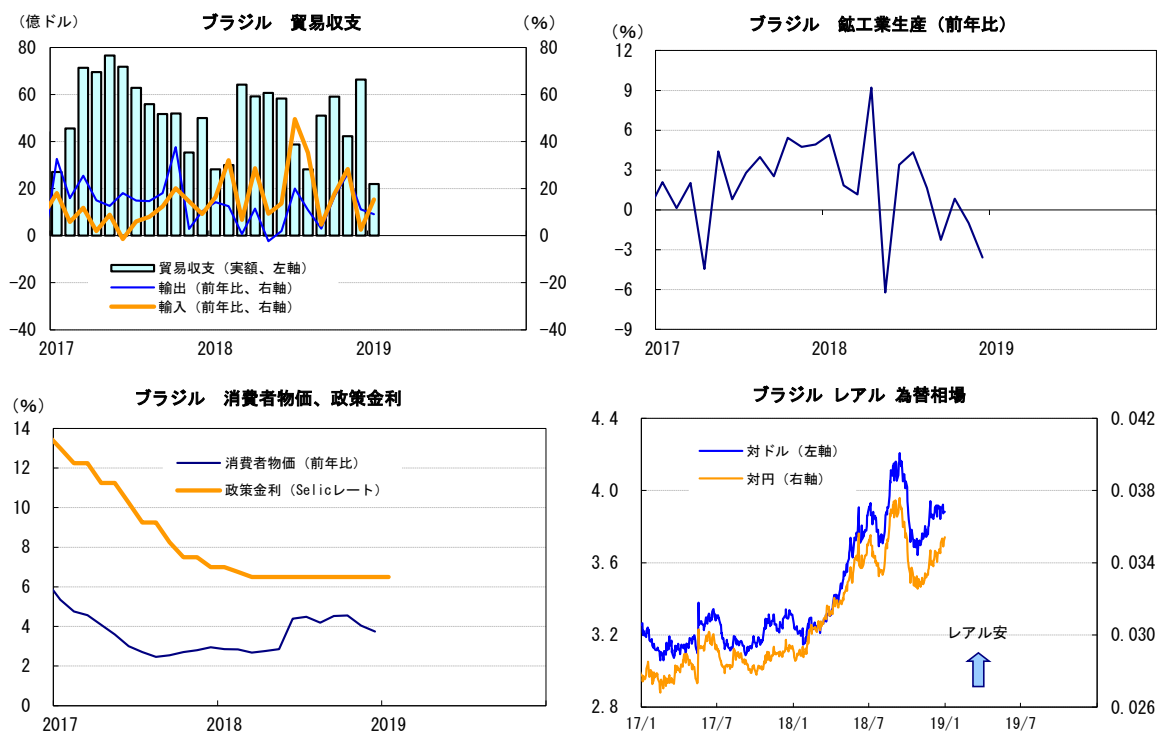 ブラジル 貿易収支
(億ドル)
(%)
80
60
40
20
0
-20
-40
80
60
40
20
0
-20
-40
貿易収支（実額、左軸）
輸出（前年比、右軸）
輸入（前年比、右軸）
2017 2018 2019
ブラジル 鉱工業生産（前年比）
(%)
12
9
6
3
0
-3
-6
-9
2017 2018 2019
ブラジル 消費者物価、政策金利
(%)
14
12
10
8
6
4
2
0
消費者物価（前年比）
政策金利（Selicレート）
2017 2018 2019
ブラジル レアル 為替相場
4.4
4.0
3.6
3.2
2.8
0.042
0.038
0.034
0.030
0.026
対ドル（左軸）
対円（右軸）
レアル安
17/1 17/7 18/1 18/7 19/1 19/7